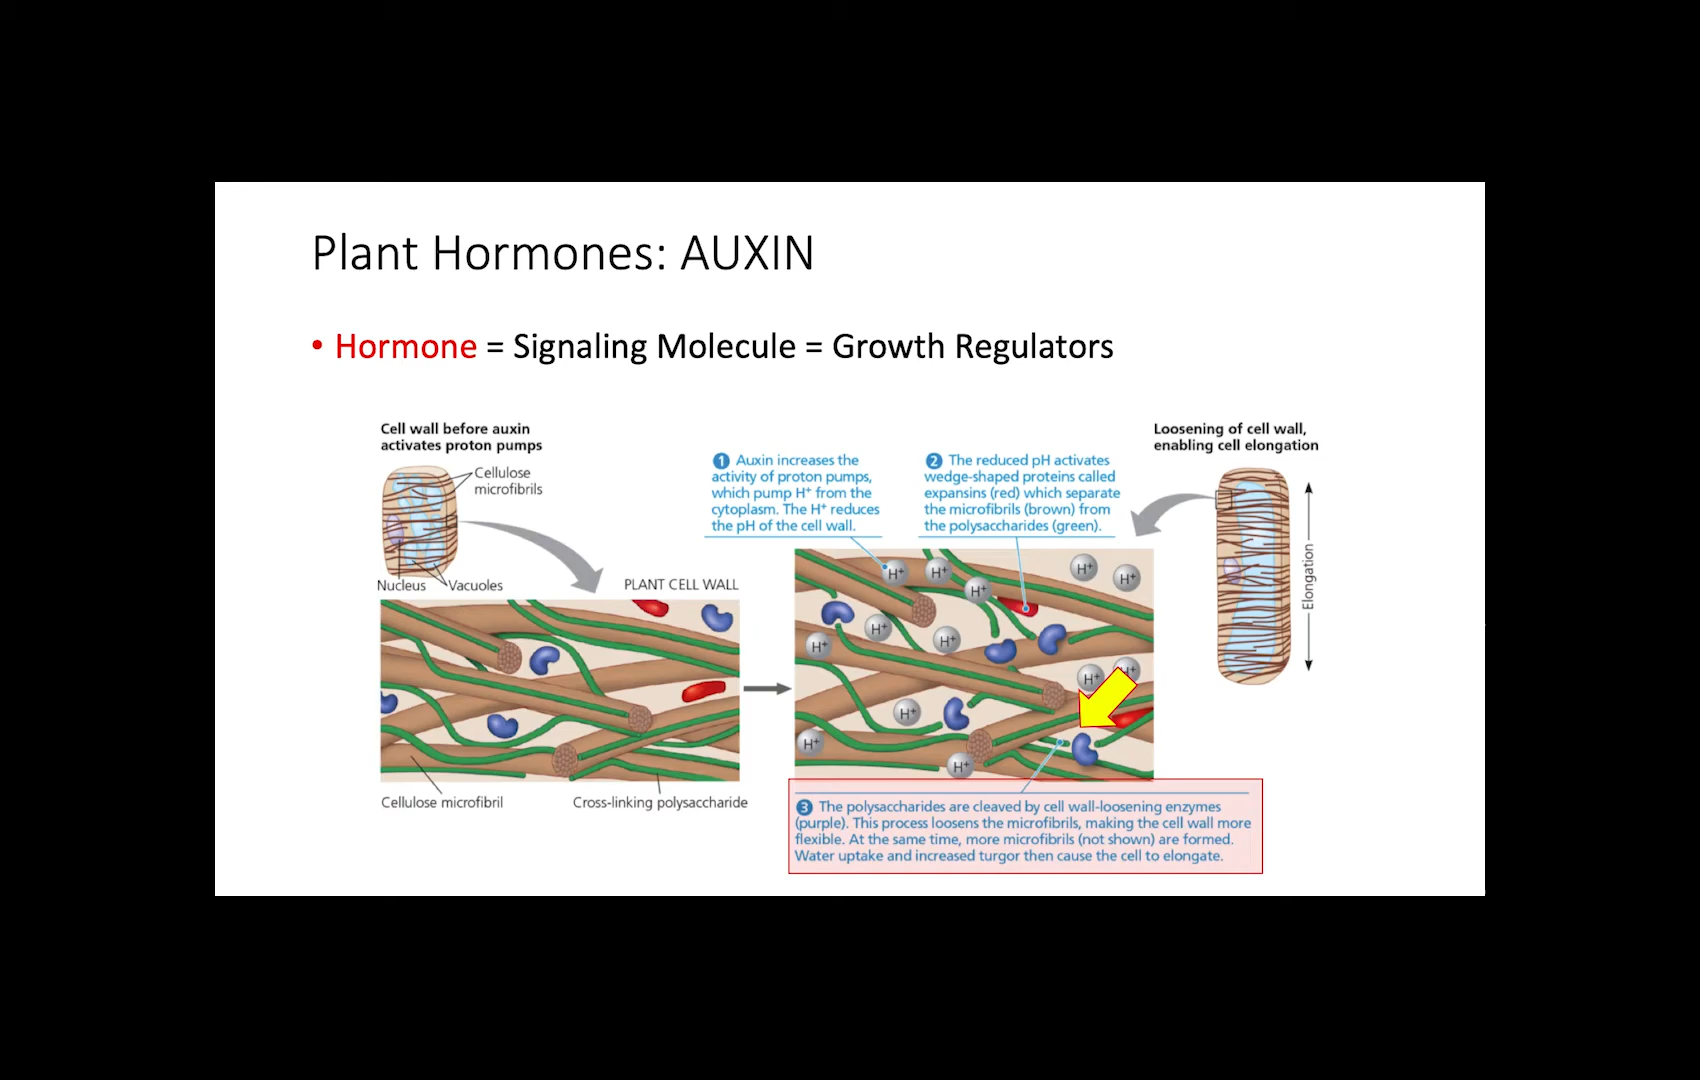 Plant Hormones: AUXIN
• Hormone = Signaling Molecule = Growth Regulators
Cell wall before auxin
activates proton pumps
Cellulose
microfibrils
Nucleus
Vacuoles
PLANT CELL WALL
Cellulose microfibril
Cross-linking polysaccharide
1 Auxin increases the
activity of proton pumps,
which pump H⁺ from the
cytoplasm. The H⁺ reduces
the pH of the cell wall.
2 The reduced pH activates
wedge-shaped proteins called
expansins (red) which separate
the microfibrils (brown) from
the polysaccharides (green).
H⁺
H⁺
H⁺
H⁺
H⁺
H⁺
H⁺
H⁺
H⁺
H⁺
H⁺
H⁺
H⁺
3 The polysaccharides are cleaved by cell wall-loosening enzymes
(purple). This process loosens the microfibrils, making the cell wall more
flexible. At the same time, more microfibrils (not shown) are formed.
Water uptake and increased turgor then cause the cell to elongate.
Loosening of cell wall,
enabling cell elongation
Elongation